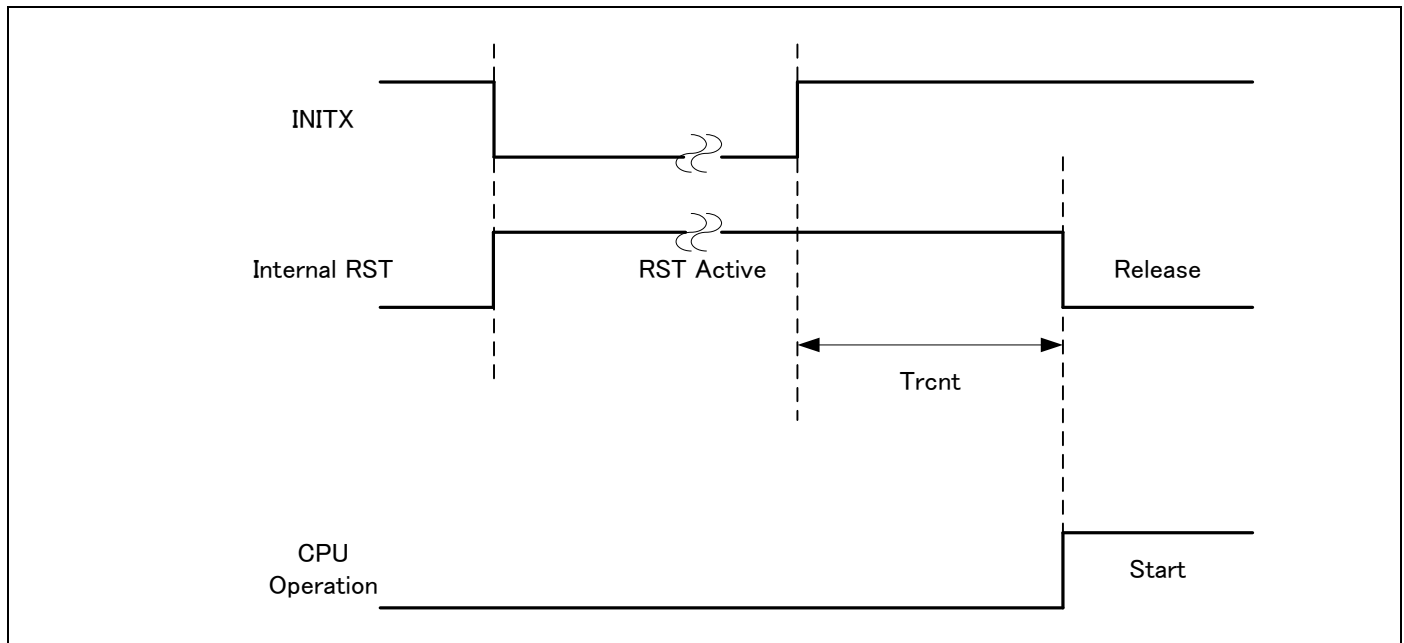 INITX
Internal RST
RST Active
Release
Trcnt
CPU
Operation
Start